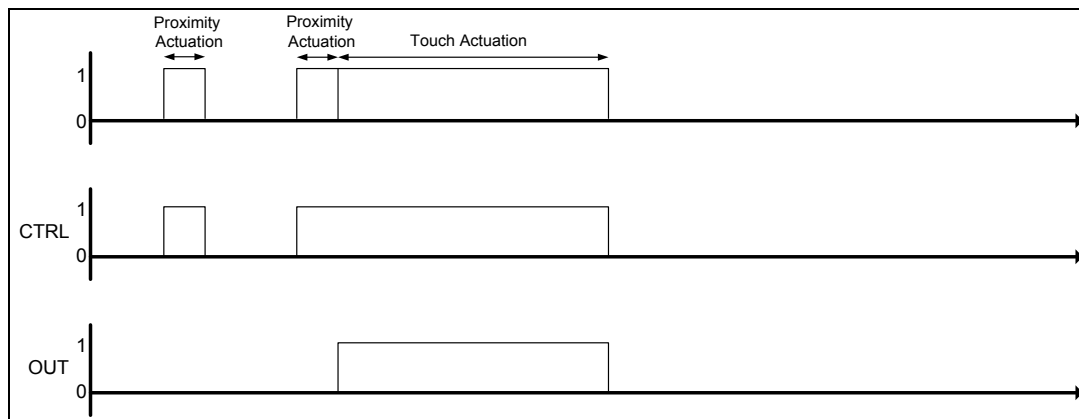 Proximity
Actuation
Proximity
Actuation
Touch Actuation
1
0
CTRL
1
0
OUT
1
0